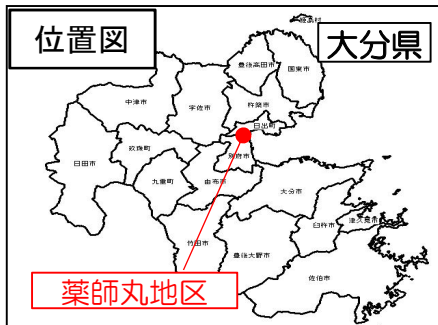 位置図
大分県
姫島村
豊後高田市
国東市
中津市
宇佐市
杵築市
日出町
日田市
玖珠町
別府市
九重町
由布市
大分市
臼杵市
津久見市
竹田市
豊後大野市
佐伯市
薬師丸地区